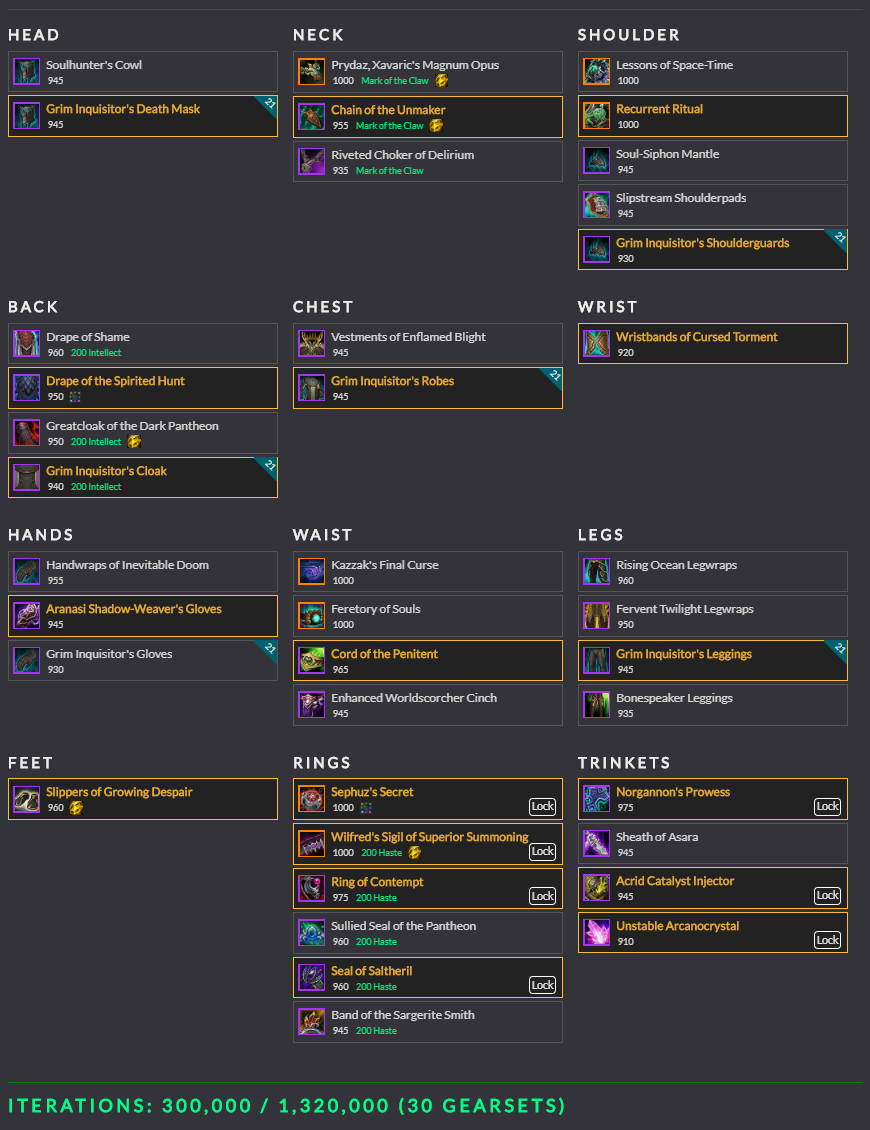 HEAD
Soulhunter's Cowl
945
Grim Inquisitor's Death Mask
945
21
NECK
Prydaz, Xavaric's Magnum Opus
1000 Mark of the Claw
Chain of the Unmaker
955 Mark of the Claw
Riveted Choker of Delirium
935 Mark of the Claw
SHOULDER
Lessons of Space-Time
1000
Recurrent Ritual
1000
Soul-Siphon Mantle
945
Slipstream Shoulderpads
945
Grim Inquisitor's Shoulderguards
930
21
BACK
Drape of Shame
960 200 Intellect
Drape of the Spirited Hunt
950
Greatcloak of the Dark Pantheon
950 200 Intellect
Grim Inquisitor's Cloak
940 200 Intellect
21
CHEST
Vestments of Enflamed Blight
945
Grim Inquisitor's Robes
945
21
WRIST
Wristbands of Cursed Torment
920
HANDS
Handwraps of Inevitable Doom
955
Aranasi Shadow-Weaver's Gloves
945
Grim Inquisitor's Gloves
930
21
WAIST
Kazzak's Final Curse
1000
Feretory of Souls
1000
Cord of the Penitent
965
Enhanced Worldscorcher Cinch
945
LEGS
Rising Ocean Legwraps
960
Fervent Twilight Legwraps
950
Grim Inquisitor's Leggings
945
21
Bonespeaker Leggings
935
FEET
Slippers of Growing Despair
960
RINGS
Sephuz's Secret
1000
Lock
Wilfred's Sigil of Superior Summoning
1000 200 Haste
Lock
Ring of Contempt
975 200 Haste
Lock
Sullied Seal of the Pantheon
960 200 Haste
Seal of Saltheril
960 200 Haste
Lock
Band of the Sargerite Smith
945 200 Haste
TRINKETS
Norgannon's Prowess
975
Lock
Sheath of Asara
945
Acrid Catalyst Injector
945
Lock
Unstable Arcanocrystal
910
Lock
ITERATIONS: 300,000 / 1,320,000 (30 GEARSETS)